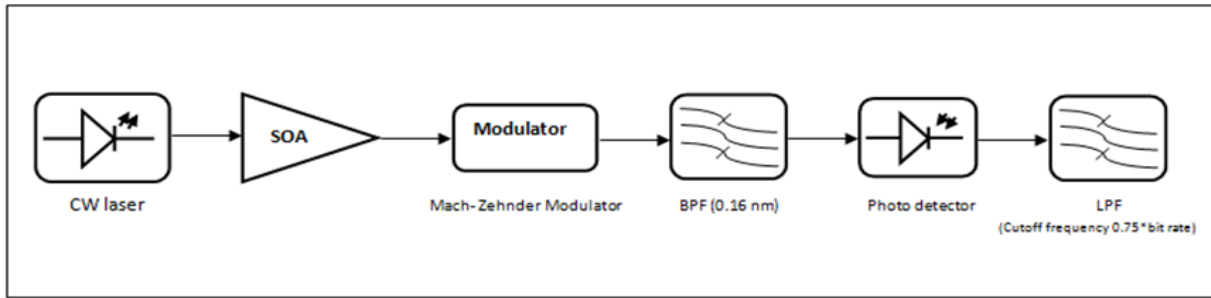 SOA
Modulator
CW laser
Mach-Zehnder Modulator
BPF (0.16 nm)
Photo detector
LPF
(Cutoff frequency 0.75*bit rate)